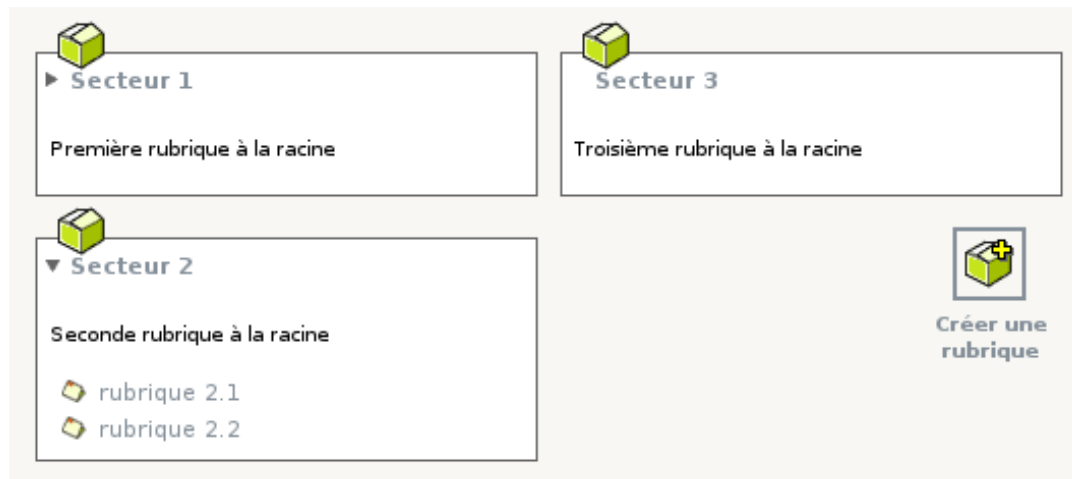 Secteur 1
Première rubrique à la racine
Secteur 3
Troisième rubrique à la racine
Secteur 2
Seconde rubrique à la racine
rubrique 2.1
rubrique 2.2
Créer une
rubrique